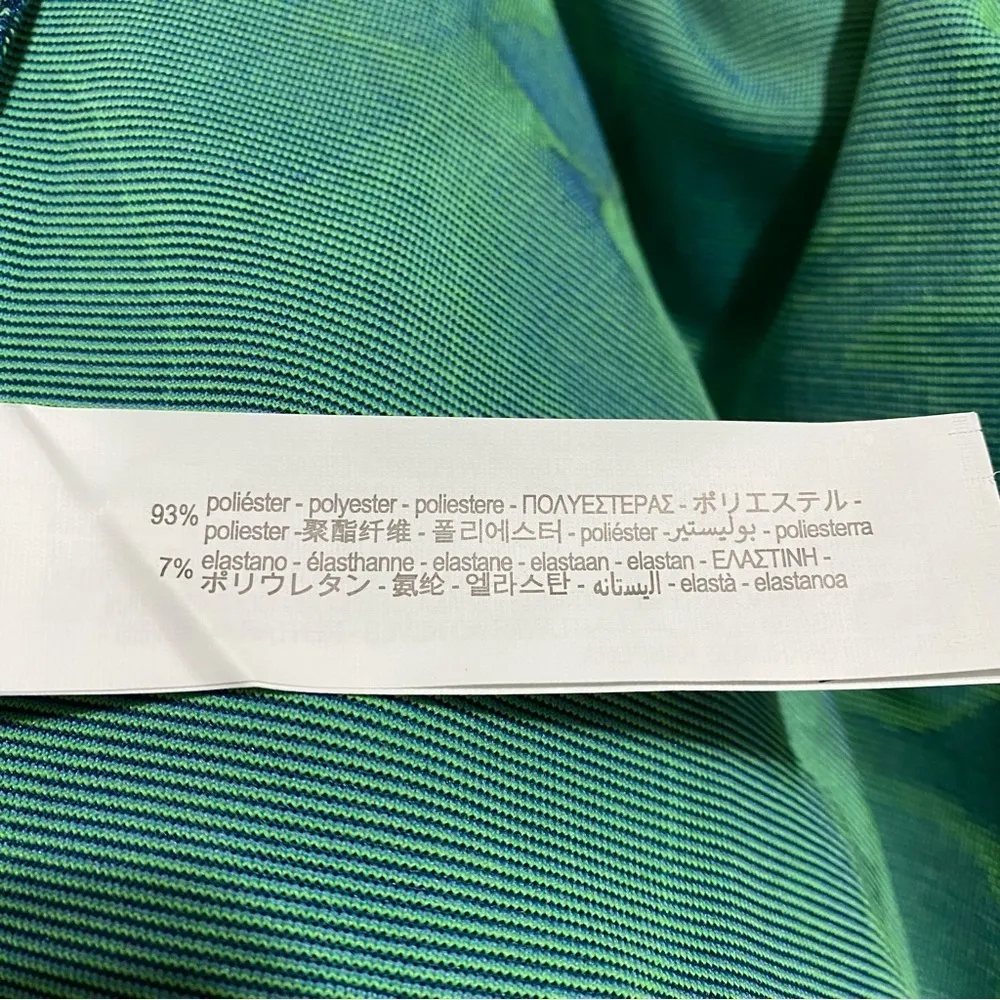 93% poliéster - polyester - poliestere - ΠΟΛΥΕΣΤΕΡΑΣ - ポリエステル -
poliester -聚酯纤维 - 폴리에스터 - poliéster -بوليستير - poliesterra
7% elastano - élasthanne - elastane - elastaan - elastan - ΕΛΑΣΤΙΝΗ -
ポリウレタン - 氨纶 - 엘라스탄 - اليستانه - elastà - elastanoa